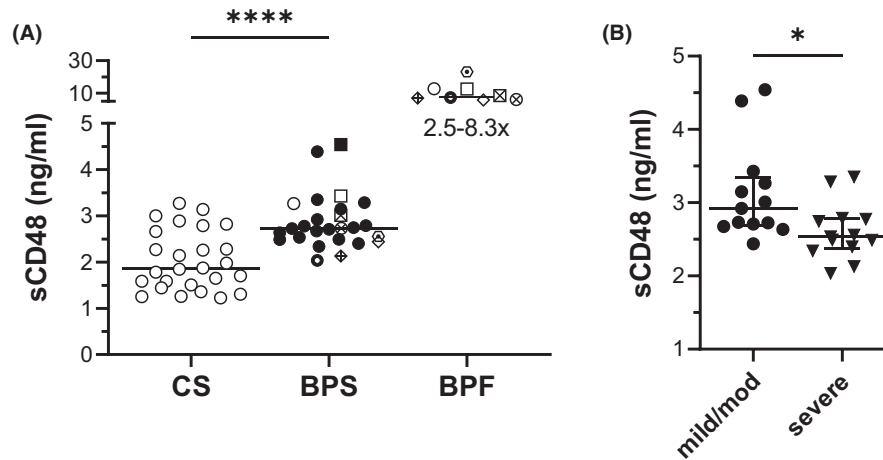 (A)
****
sCD48 (ng/ml)
30
10
5
4
3
2
1
0
2.5-8.3x
CS
BPS
BPF
(B)
*
sCD48 (ng/ml)
5
4
3
2
1
mild/mod
severe